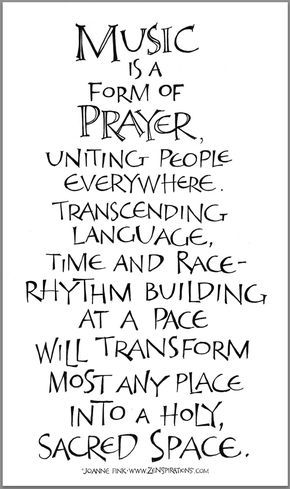 MUSIC
IS A
FORM OF
PRAYER,
UNITING PEOPLE
EVERYWHERE.
TRANSCENDING
LANGUAGE,
TIME AND RACE-
RHYTHM BUILDING
AT A PACE
WILL TRANSFORM
MOST ANY PLACE
INTO A HOLY,
SACRED SPACE.
~JOANNE FINK~WWW.ZENSPIRATIONS®.COM